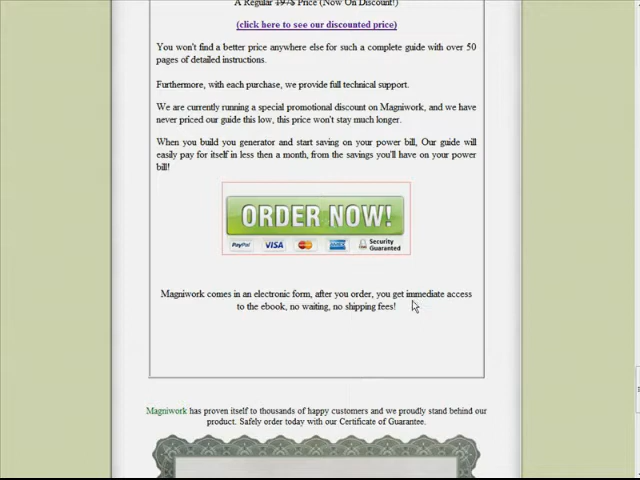 A Regular 197$ Price (Now On Discount!)
(click here to see our discounted price)
You won't find a better price anywhere else for such a complete guide with over 50
pages of detailed instructions.
Furthermore, with each purchase, we provide full technical support.
We are currently running a special promotional discount on Magniwork, and we have
never priced our guide this low, this price won't stay much longer.
When you build you generator and start saving on your power bill, Our guide will
easily pay for itself in less then a month, from the savings you'll have on your power
bill!
ORDER NOW!
PayPal VISA MasterCard AMEX Security
Guaranteed
Magniwork comes in an electronic form, after you order, you get immediate access
to the ebook, no waiting, no shipping fees!
Magniwork has proven itself to thousands of happy customers and we proudly stand behind our
product. Safely order today with our Certificate of Guarantee.